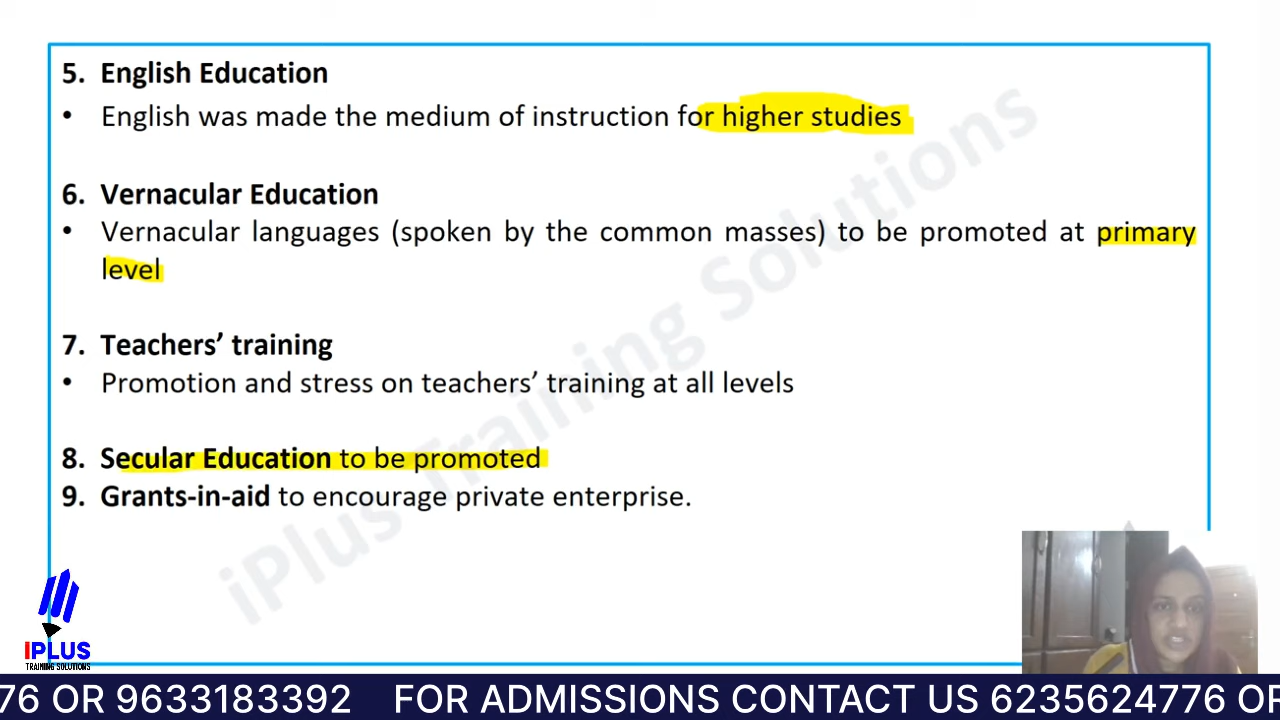 5. English Education
• English was made the medium of instruction for higher studies
6. Vernacular Education
• Vernacular languages (spoken by the common masses) to be promoted at primary
level
7. Teachers’ training
• Promotion and stress on teachers’ training at all levels
8. Secular Education to be promoted
9. Grants-in-aid to encourage private enterprise.
iPlus Training Solutions
IPLUS
TRAINING SOLUTIONS
76 OR 9633183392 FOR ADMISSIONS CONTACT US 6235624776 OR